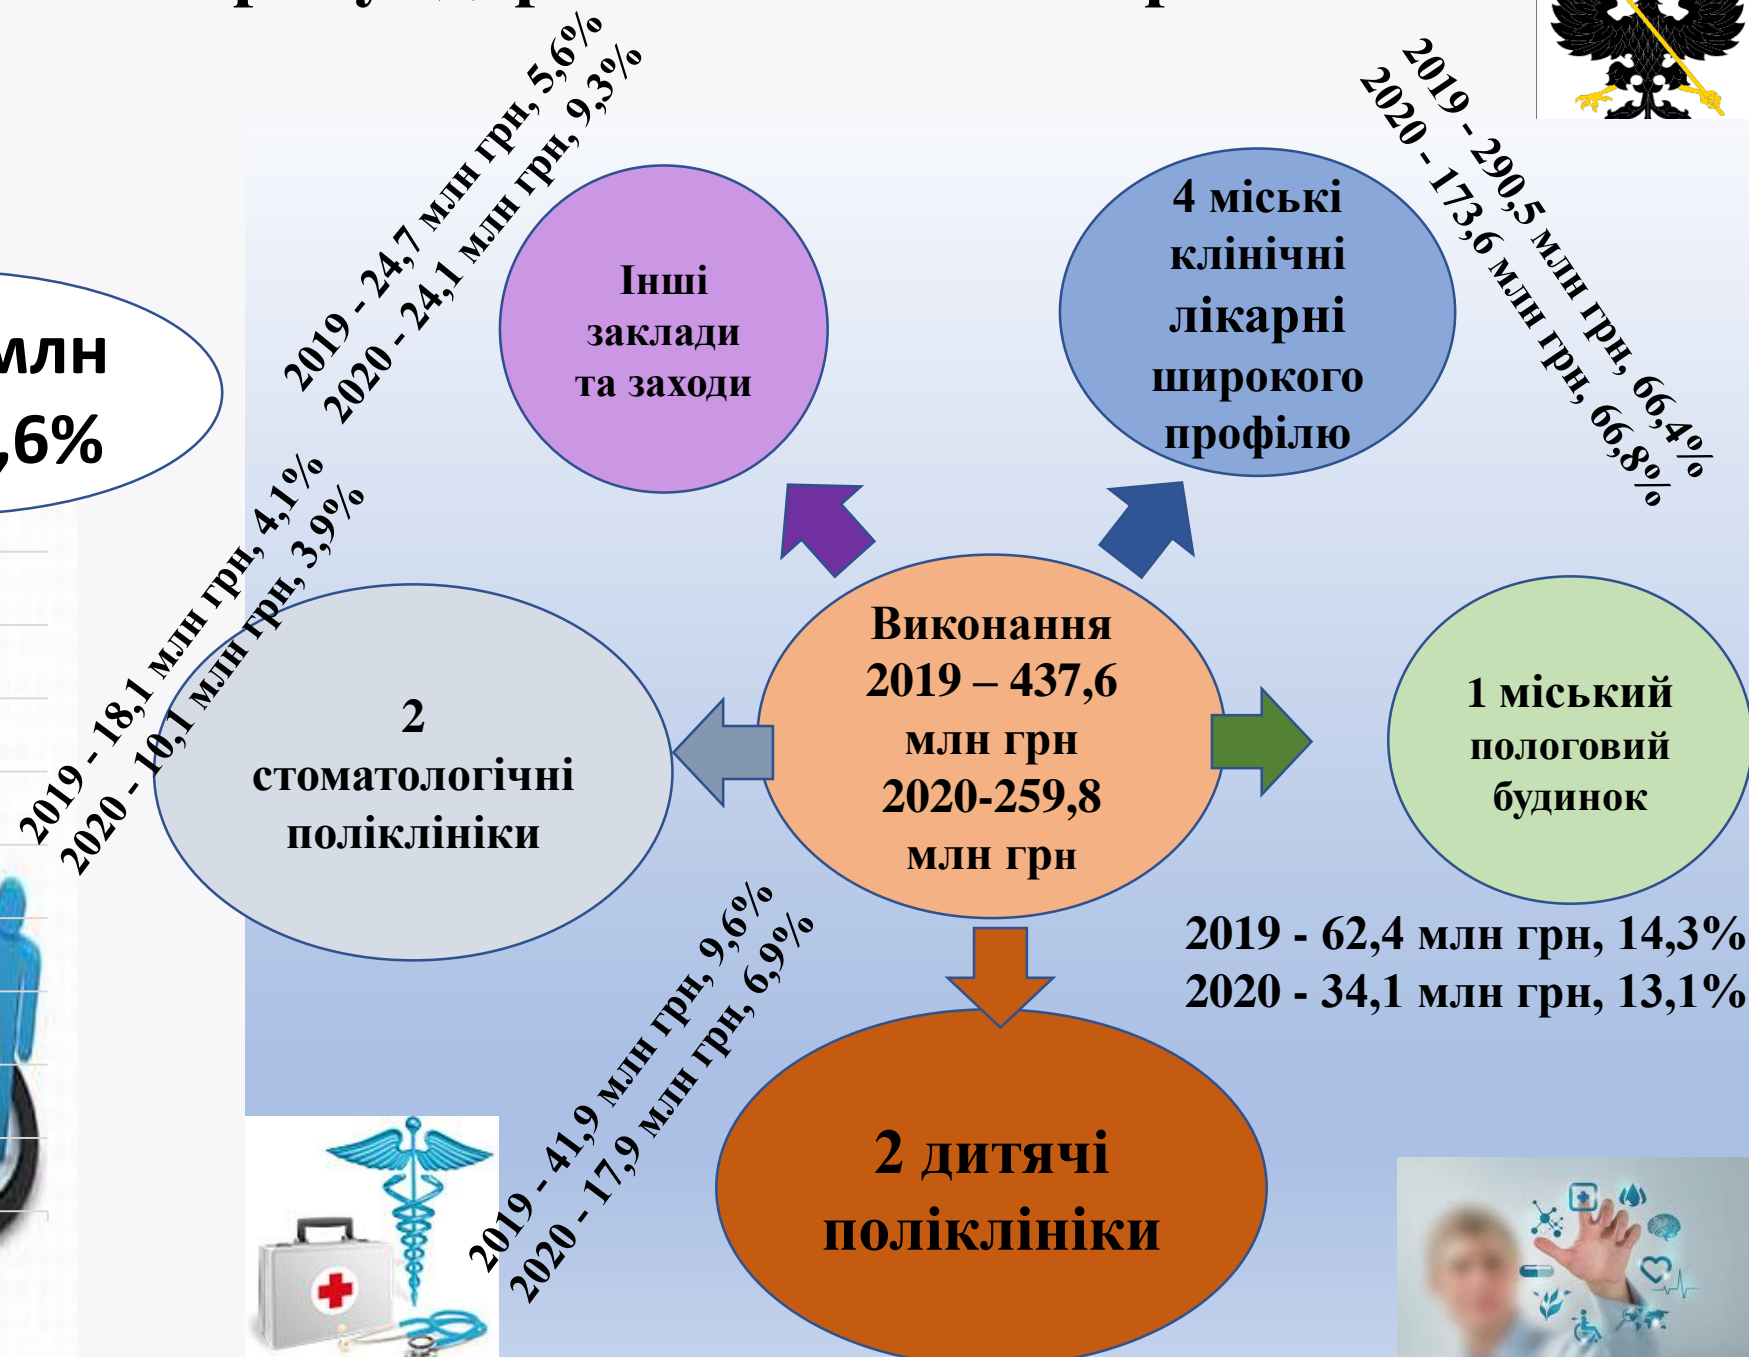 2019 - 24,7 млн грн, 5,6%
2020 - 24,1 млн грн, 9,3%
2019 - 290,5 млн грн, 66,4%
2020 - 173,6 млн грн, 66,8%
Інші
заклади
та заходи
4 міські
клінічні
лікарні
широкого
профілю
млн
,6%
2019 - 18,1 млн грн, 4,1%
2020 - 10,1 млн грн, 3,9%
2
стоматологічні
поліклініки
Виконання
2019 – 437,6
млн грн
2020-259,8
млн грн
1 міський
пологовий
будинок
2019 - 62,4 млн грн, 14,3%
2020 - 34,1 млн грн, 13,1%
2019 - 41,9 млн грн, 9,6%
2020 - 17,9 млн грн, 6,9%
2 дитячі
поліклініки